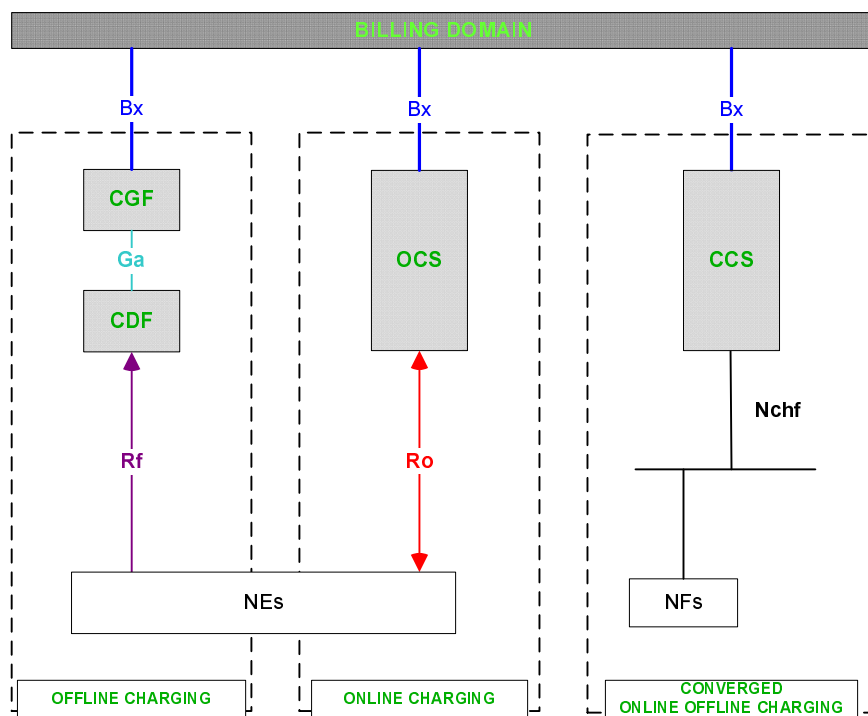 BILLING DOMAIN
Bx
Bx
Bx
CGF
Ga
CDF
OCS
CCS
Nchf
Rf
Ro
NEs
NFs
OFFLINE CHARGING
ONLINE CHARGING
CONVERGED
ONLINE OFFLINE CHARGING